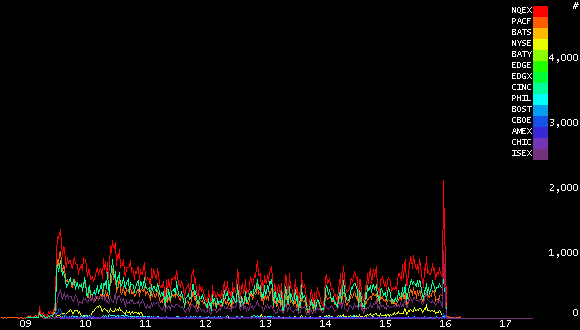 #
NQEX
PACF
BATS
NYSE
BATY
4,000
EDGE
EDGX
CINC
PHIL
BOST
CBOE
3,000
AMEX
CHIC
ISEX
2,000
1,000
0
09 10 11 12 13 14 15 16 17